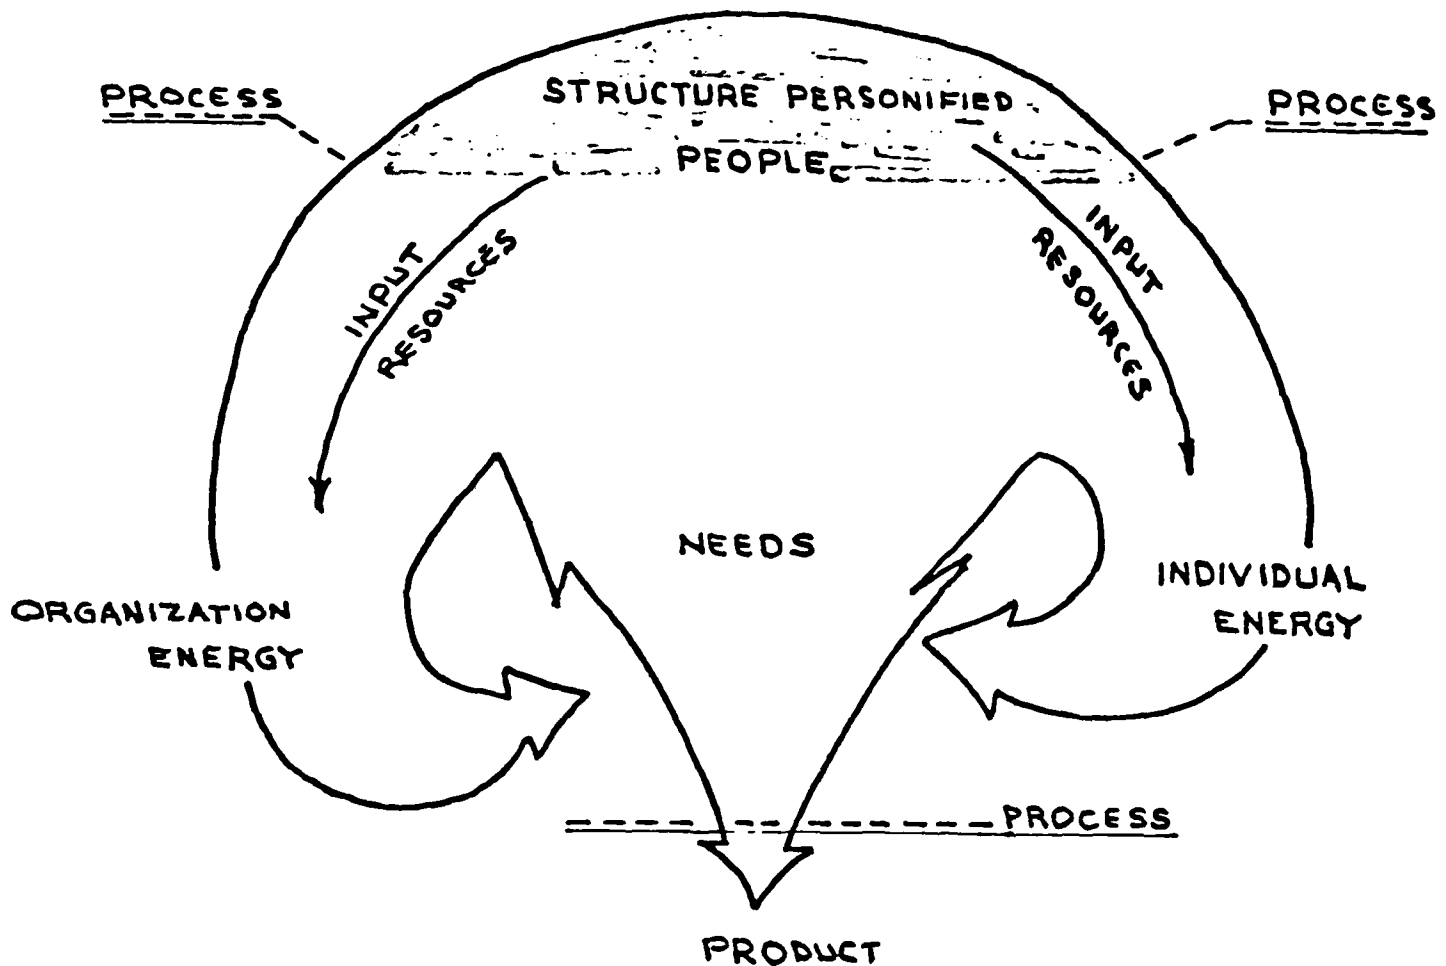 PROCESS
STRUCTURE PERSONIFIED
PROCESS
PEOPLE
INPUT
RESOURCES
INPUT
RESOURCES
NEEDS
ORGANIZATION
ENERGY
INDIVIDUAL
ENERGY
PROCESS
PRODUCT